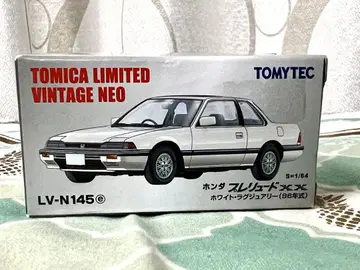 TOMICA LIMITED
VINTAGE NEO
TOMYTEC
S=1/64
ホンダ プレリュードXX
LV-N145e
ホワイト・ラグジュアリー(86年式)